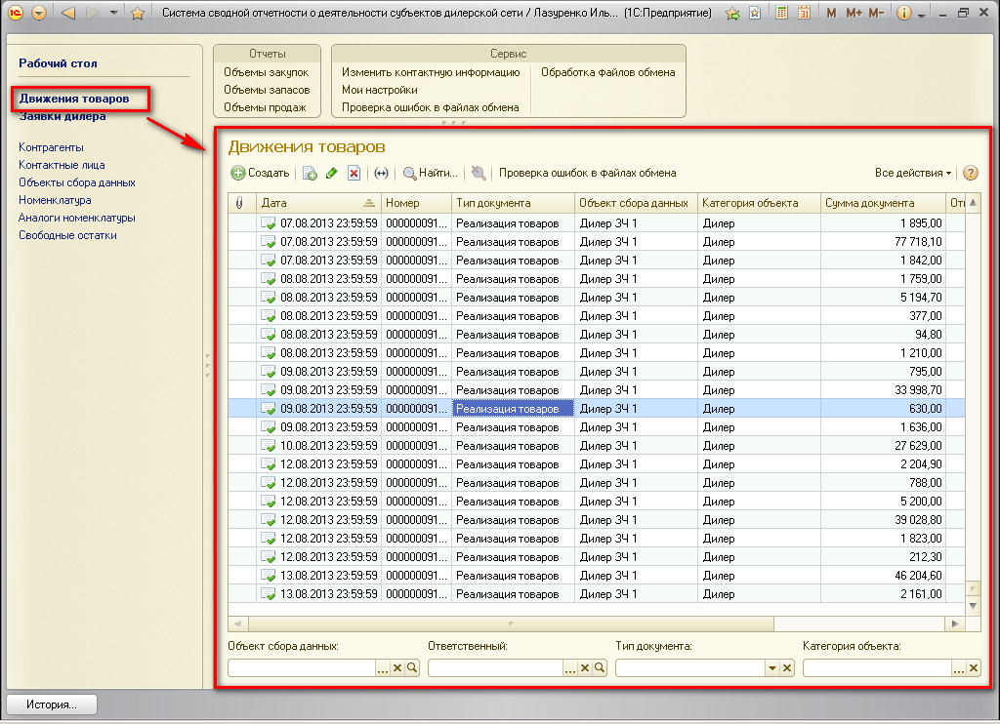 Система сводной отчетности о деятельности субъектов дилерской сети / Лазуренко Иль... [1С:Предприятие]
M M+ M-
Рабочий стол
Движения товаров
Заявки дилера
Контрагенты
Контактные лица
Объекты сбора данных
Номенклатура
Аналоги номенклатуры
Свободные остатки
Отчеты
Объемы закупок
Объемы запасов
Объемы продаж
Сервис
Изменить контактную информацию
Мои настройки
Проверка ошибок в файлах обмена
Обработка файлов обмена
Движения товаров
Создать Найти... Проверка ошибок в файлах обмена Все действия
Дата Номер Тип документа Объект сбора данных Категория объекта Сумма документа От
07.08.2013 23:59:59 000000091... Реализация товаров Дилер ЗЧ 1 Дилер 1 895,00
07.08.2013 23:59:59 000000091... Реализация товаров Дилер ЗЧ 1 Дилер 77 718,10
07.08.2013 23:59:59 000000091... Реализация товаров Дилер ЗЧ 1 Дилер 1 842,00
08.08.2013 23:59:59 000000091... Реализация товаров Дилер ЗЧ 1 Дилер 1 759,00
08.08.2013 23:59:59 000000091... Реализация товаров Дилер ЗЧ 1 Дилер 5 194,70
08.08.2013 23:59:59 000000091... Реализация товаров Дилер ЗЧ 1 Дилер 377,00
08.08.2013 23:59:59 000000091... Реализация товаров Дилер ЗЧ 1 Дилер 94,80
08.08.2013 23:59:59 000000091... Реализация товаров Дилер ЗЧ 1 Дилер 1 210,00
09.08.2013 23:59:59 000000091... Реализация товаров Дилер ЗЧ 1 Дилер 795,00
09.08.2013 23:59:59 000000091... Реализация товаров Дилер ЗЧ 1 Дилер 33 998,70
09.08.2013 23:59:59 000000091... Реализация товаров Дилер ЗЧ 1 Дилер 630,00
09.08.2013 23:59:59 000000091... Реализация товаров Дилер ЗЧ 1 Дилер 1 636,00
10.08.2013 23:59:59 000000091... Реализация товаров Дилер ЗЧ 1 Дилер 27 629,00
12.08.2013 23:59:59 000000091... Реализация товаров Дилер ЗЧ 1 Дилер 2 204,90
12.08.2013 23:59:59 000000091... Реализация товаров Дилер ЗЧ 1 Дилер 788,00
12.08.2013 23:59:59 000000091... Реализация товаров Дилер ЗЧ 1 Дилер 5 200,00
12.08.2013 23:59:59 000000091... Реализация товаров Дилер ЗЧ 1 Дилер 39 028,80
12.08.2013 23:59:59 000000091... Реализация товаров Дилер ЗЧ 1 Дилер 1 823,00
12.08.2013 23:59:59 000000091... Реализация товаров Дилер ЗЧ 1 Дилер 212,30
13.08.2013 23:59:59 000000091... Реализация товаров Дилер ЗЧ 1 Дилер 46 204,60
13.08.2013 23:59:59 000000091... Реализация товаров Дилер ЗЧ 1 Дилер 2 161,00
Объект сбора данных: Ответственный: Тип документа: Категория объекта:
История...